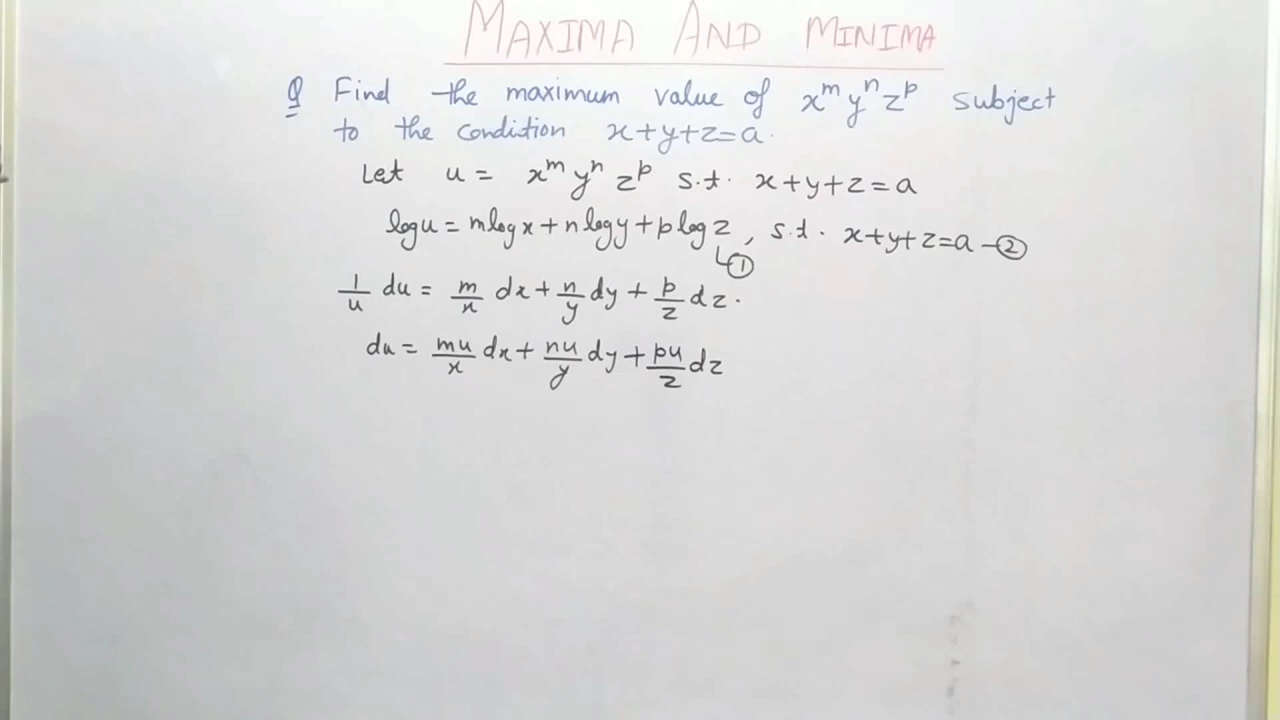 MAXIMA AND MINIMA
Q Find the maximum value of x^m y^n z^p subject
to the condition x+y+z=a.
Let u = x^m y^n z^p s.t. x+y+z=a
log u = m log x + n log y + p log z, s.t. x+y+z=a -②
↳①
1/u du = m/x dx + n/y dy + p/z dz.
du = mu/x dx + nu/y dy + pu/z dz